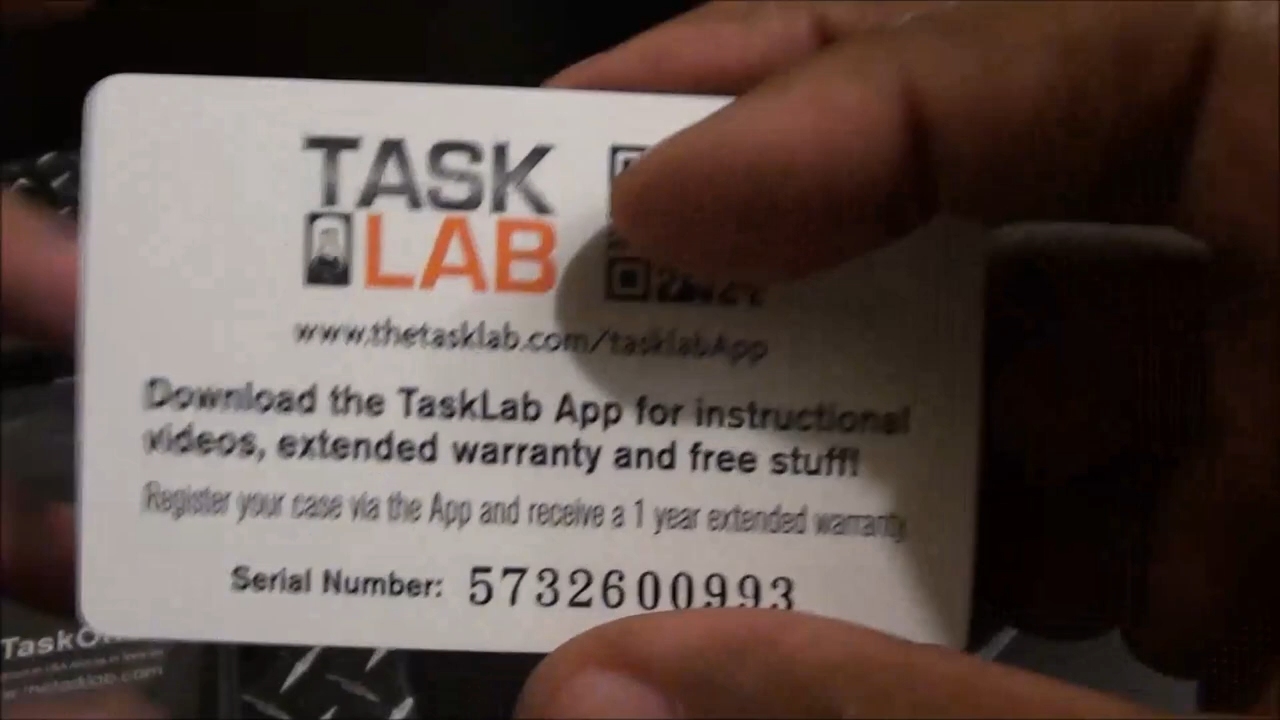 TASK
LAB
www.thetasklab.com/tasklabApp
Download the TaskLab App for instructional
videos, extended warranty and free stuff!
Register your case via the App and receive a 1 year extended warranty
Serial Number: 5732600993